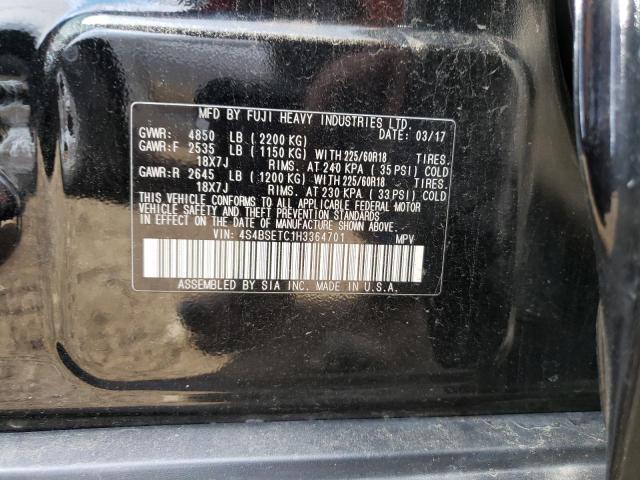 MFD BY FUJI HEAVY INDUSTRIES LTD.
GVWR: 4850 LB (2200 KG) DATE: 03/17
GAWR:F 2535 LB (1150 KG) WITH 225/60R18 TIRES.
18X7J RIMS. AT 240 KPA (35 PSI) COLD
GAWR:R 2645 LB (1200 KG) WITH 225/60R18 TIRES.
18X7J RIMS. AT 230 KPA (33 PSI) COLD
THIS VEHICLE CONFORMS TO ALL APPLICABLE FEDERAL MOTOR
VEHICLE SAFETY AND THEFT PREVENTION STANDARDS
IN EFFECT ON THE DATE OF MANUFACTURE SHOWN ABOVE.
VIN: 4S4BSETC1H3364701 MPV
ASSEMBLED BY SIA INC. MADE IN U.S.A.